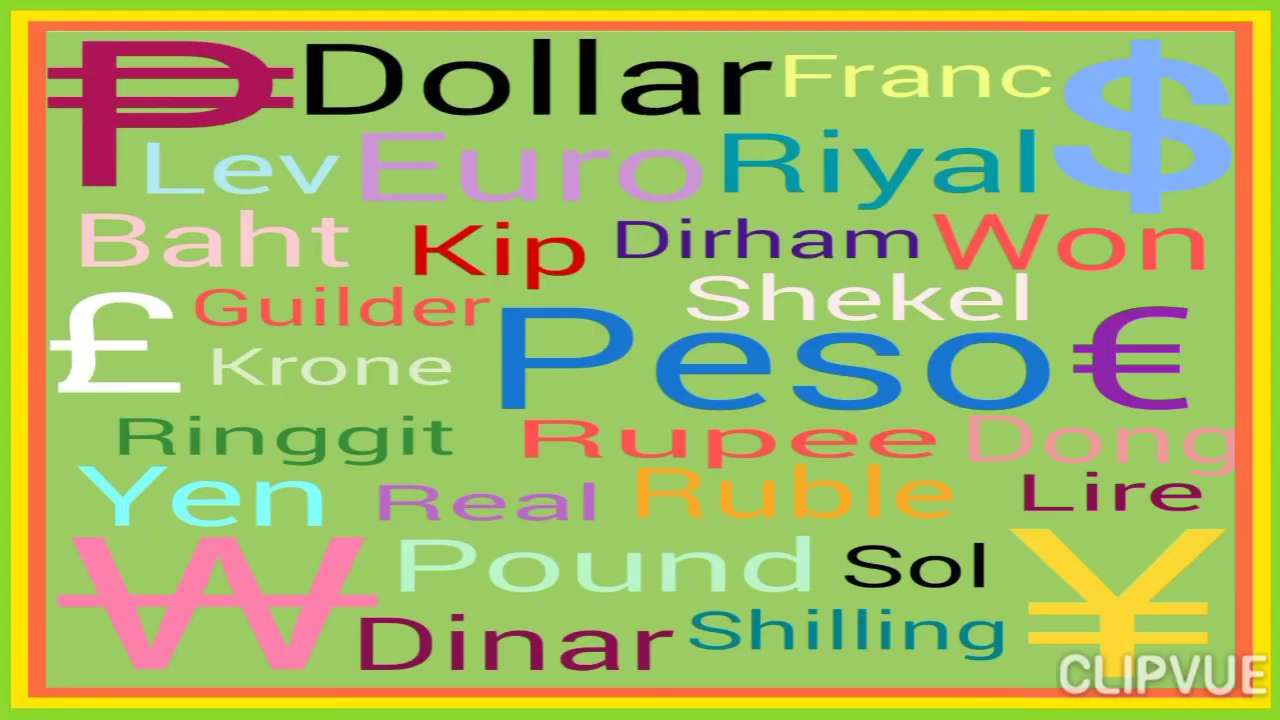 ₱ Dollar Franc $
Lev Euro Riyal
Baht Kip Dirham Won
£ Guilder Shekel
Krone Peso €
Ringgit Rupee Dong
Yen Real Ruble Lire
₩ Pound Sol ¥
Dinar Shilling
CLIPVUE